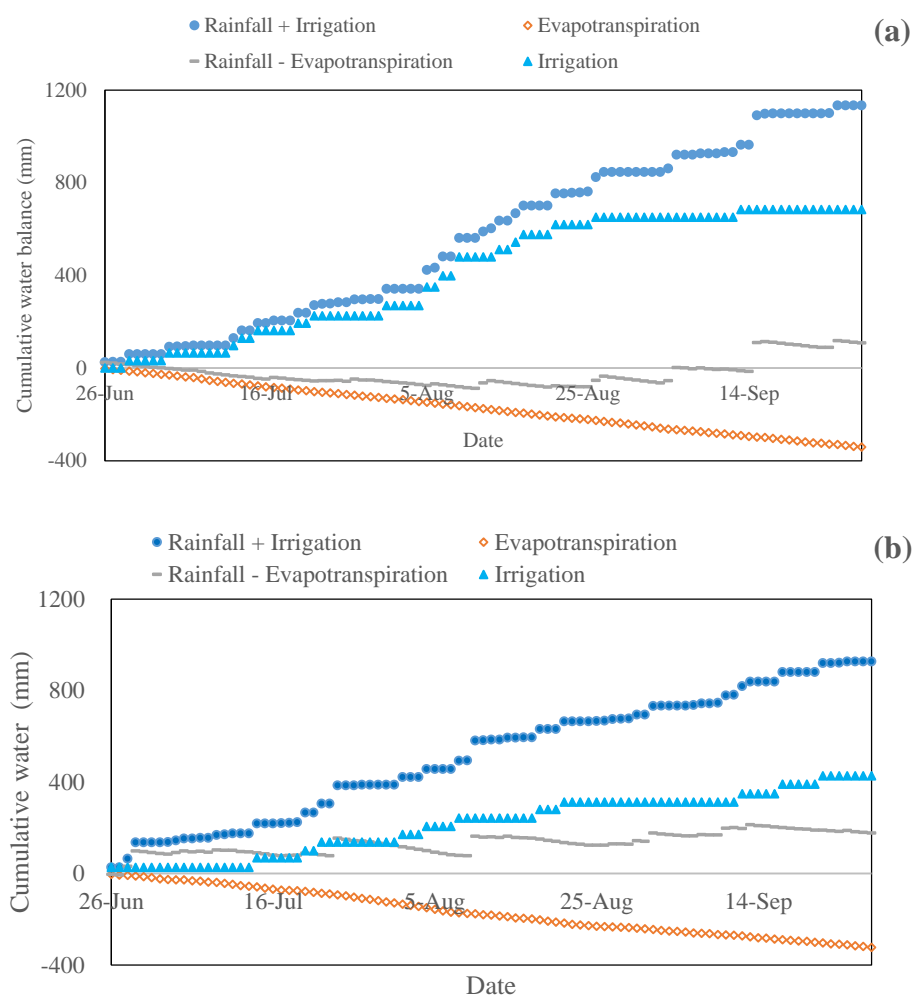 Rainfall + Irrigation Evapotranspiration (a)
Rainfall - Evapotranspiration Irrigation
Cumulative water balance (mm)
1200
800
400
0
-400
26-Jun 16-Jul 5-Aug 25-Aug 14-Sep
Date
Rainfall + Irrigation Evapotranspiration (b)
Rainfall - Evapotranspiration Irrigation
Cumulative water (mm)
1200
800
400
0
-400
26-Jun 16-Jul 5-Aug 25-Aug 14-Sep
Date